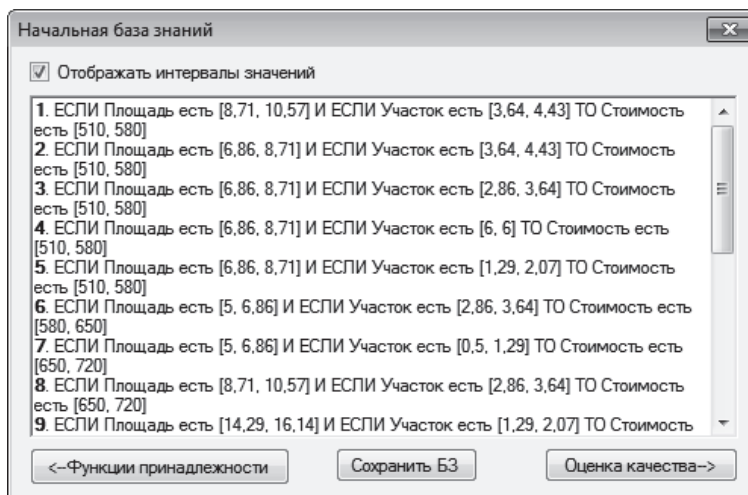 Начальная база знаний
Отображать интервалы значений
1. ЕСЛИ Площадь есть [8,71, 10,57] И ЕСЛИ Участок есть [3,64, 4,43] ТО Стоимость
есть [510, 580]
2. ЕСЛИ Площадь есть [6,86, 8,71] И ЕСЛИ Участок есть [3,64, 4,43] ТО Стоимость
есть [510, 580]
3. ЕСЛИ Площадь есть [6,86, 8,71] И ЕСЛИ Участок есть [2,86, 3,64] ТО Стоимость
есть [510, 580]
4. ЕСЛИ Площадь есть [6,86, 8,71] И ЕСЛИ Участок есть [6, 6] ТО Стоимость есть
[510, 580]
5. ЕСЛИ Площадь есть [6,86, 8,71] И ЕСЛИ Участок есть [1,29, 2,07] ТО Стоимость
есть [510, 580]
6. ЕСЛИ Площадь есть [5, 6,86] И ЕСЛИ Участок есть [2,86, 3,64] ТО Стоимость есть
[580, 650]
7. ЕСЛИ Площадь есть [5, 6,86] И ЕСЛИ Участок есть [0,5, 1,29] ТО Стоимость есть
[650, 720]
8. ЕСЛИ Площадь есть [8,71, 10,57] И ЕСЛИ Участок есть [2,86, 3,64] ТО Стоимость
есть [650, 720]
9. ЕСЛИ Площадь есть [14,29, 16,14] И ЕСЛИ Участок есть [1,29, 2,07] ТО Стоимость
<--Функции принадлежности
Сохранить БЗ
Оценка качества-->